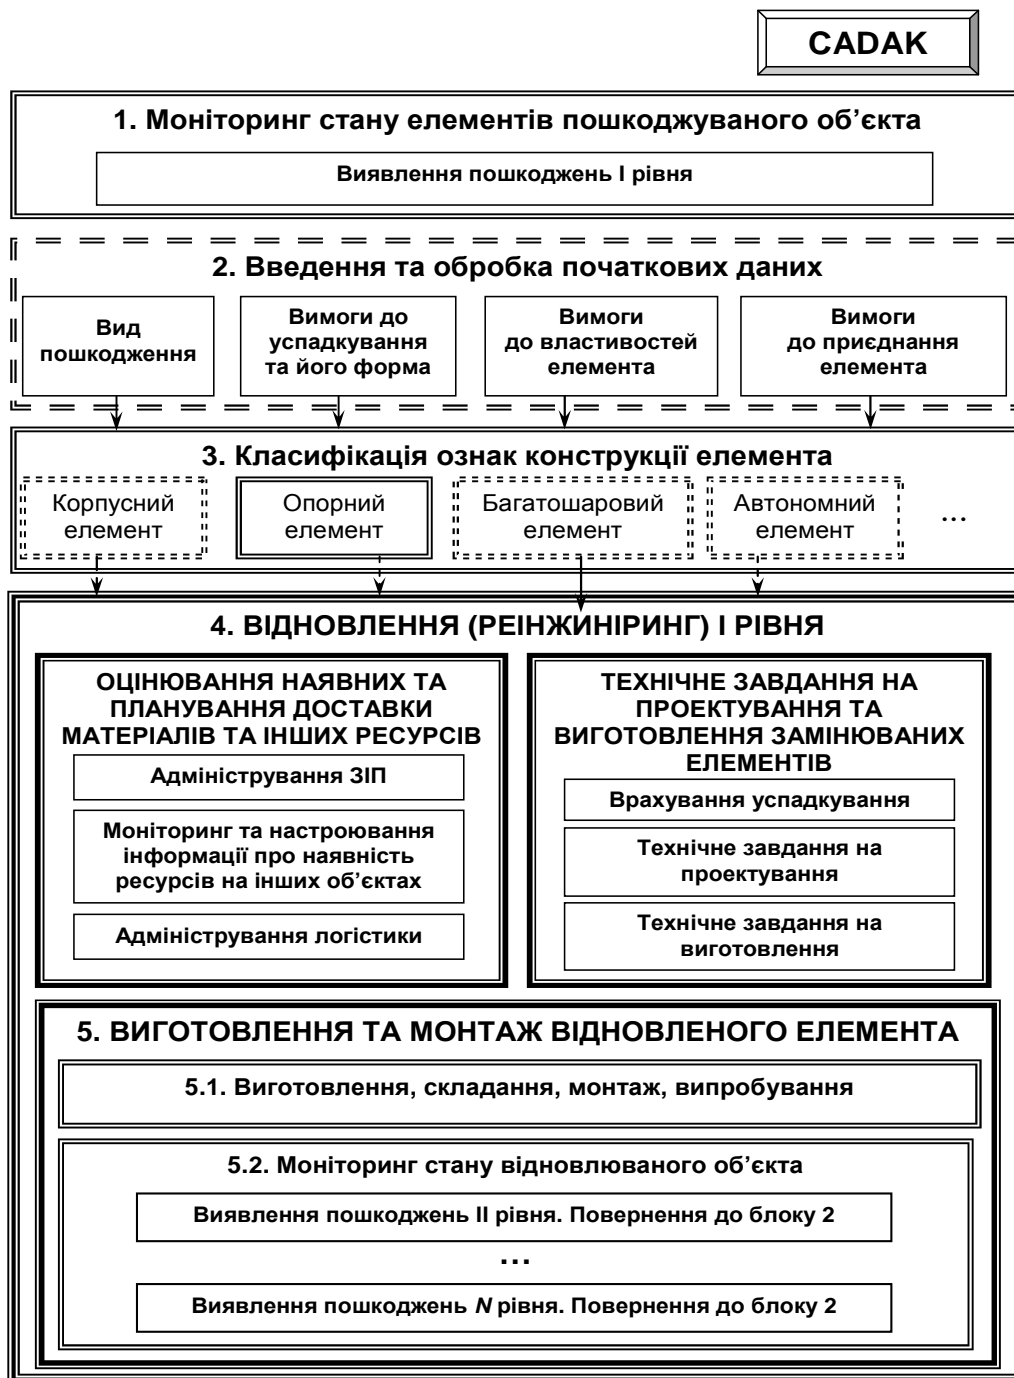 CADAK
1. Моніторинг стану елементів пошкоджуваного об’єкта
Виявлення пошкоджень І рівня
2. Введення та обробка початкових даних
Вид
пошкодження
Вимоги до
успадкування
та його форма
Вимоги
до властивостей
елемента
Вимоги
до приєднання
елемента
3. Класифікація ознак конструкції елемента
Корпусний
елемент
Опорний
елемент
Багатошаровий
елемент
Автономний
елемент
...
4. ВІДНОВЛЕННЯ (РЕІНЖИНІРИНГ) І РІВНЯ
ОЦІНЮВАННЯ НАЯВНИХ ТА
ПЛАНУВАННЯ ДОСТАВКИ
МАТЕРІАЛІВ ТА ІНШИХ РЕСУРСІВ
Адміністрування ЗІП
Моніторинг та настроювання
інформації про наявність
ресурсів на інших об’єктах
Адміністрування логістики
ТЕХНІЧНЕ ЗАВДАННЯ НА
ПРОЕКТУВАННЯ ТА
ВИГОТОВЛЕННЯ ЗАМІНЮВАНИХ
ЕЛЕМЕНТІВ
Врахування успадкування
Технічне завдання на
проектування
Технічне завдання на
виготовлення
5. ВИГОТОВЛЕННЯ ТА МОНТАЖ ВІДНОВЛЕНОГО ЕЛЕМЕНТА
5.1. Виготовлення, складання, монтаж, випробування
5.2. Моніторинг стану відновлюваного об’єкта
Виявлення пошкоджень ІІ рівня. Повернення до блоку 2
...
Виявлення пошкоджень N рівня. Повернення до блоку 2